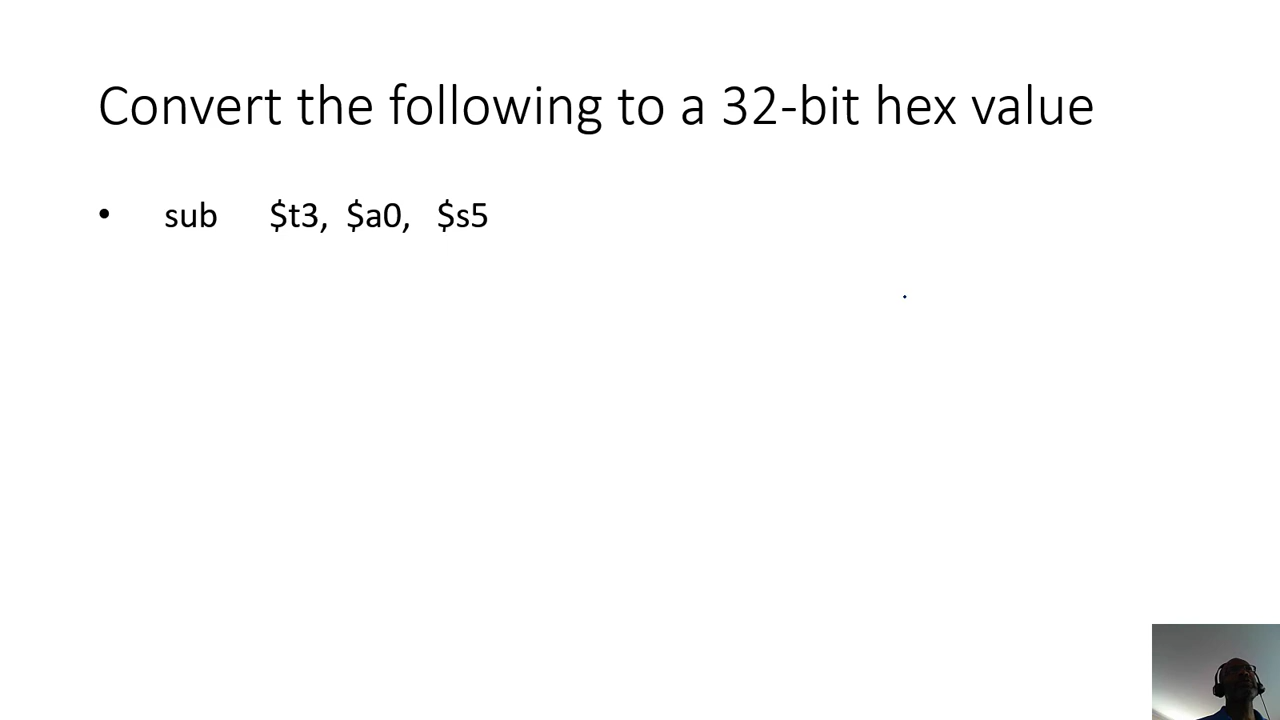 Convert the following to a 32-bit hex value
• sub $t3, $a0, $s5